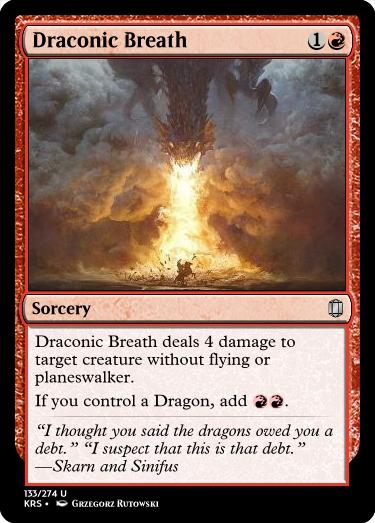 Draconic Breath 1
Sorcery
Draconic Breath deals 4 damage to
target creature without flying or
planeswalker.
If you control a Dragon, add
“I thought you said the dragons owed you a
debt.” “I suspect that this is that debt.”
—Skarn and Sinifus
133/274 U
KRS • Grzegorz Rutowski